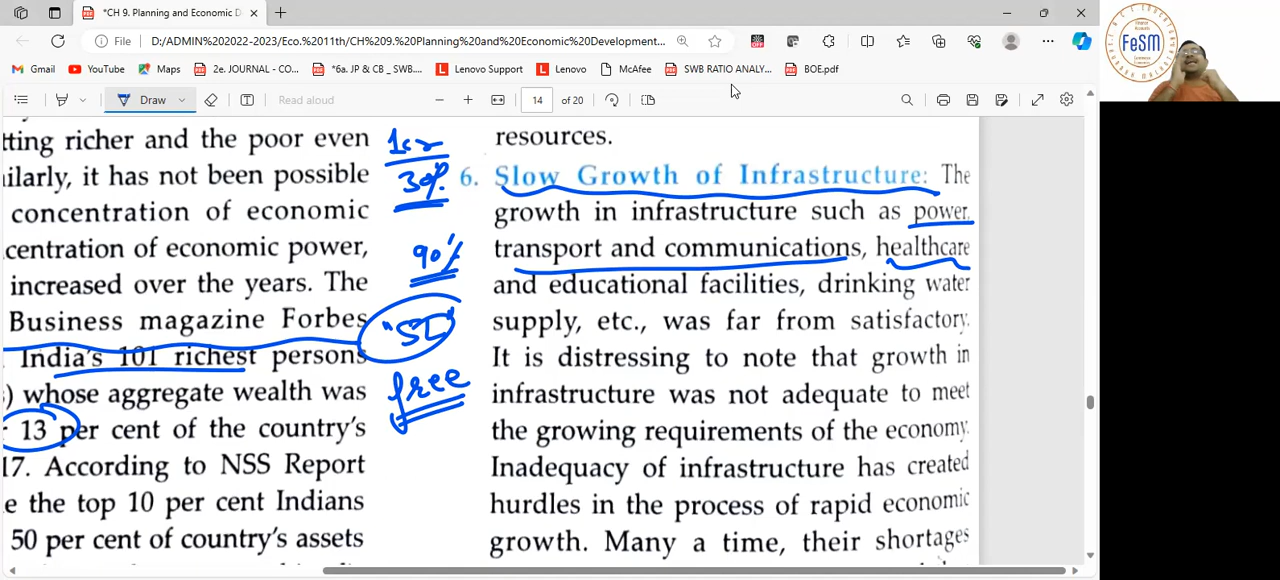 *CH 9. Planning and Economic D
File
D:/ADMIN%202022-2023/Eco.%2011th/CH%209.%20Planning%20and%20Economic%20Development...
Gmail
YouTube
Maps
2e. JOURNAL - CO...
*6a. JP & CB _SWB...
Lenovo Support
Lenovo
McAfee
SWB RATIO ANALY...
BOE.pdf
Draw
Read aloud
14
of 20
FeSM
tting richer and the poor even
ilarly, it has not been possible
concentration of economic
centration of economic power,
increased over the years. The
Business magazine Forbes
India's 101 richest persons
) whose aggregate wealth was
13 per cent of the country's
17. According to NSS Report
e the top 10 per cent Indians
50 per cent of country's assets
1cr
30%
90%
free
resources.
6. Slow Growth of Infrastructure: The
growth in infrastructure such as power,
transport and communications, healthcare
and educational facilities, drinking water
supply, etc., was far from satisfactory.
It is distressing to note that growth in
infrastructure was not adequate to meet
the growing requirements of the economy.
Inadequacy of infrastructure has created
hurdles in the process of rapid economic
growth. Many a time, their shortages